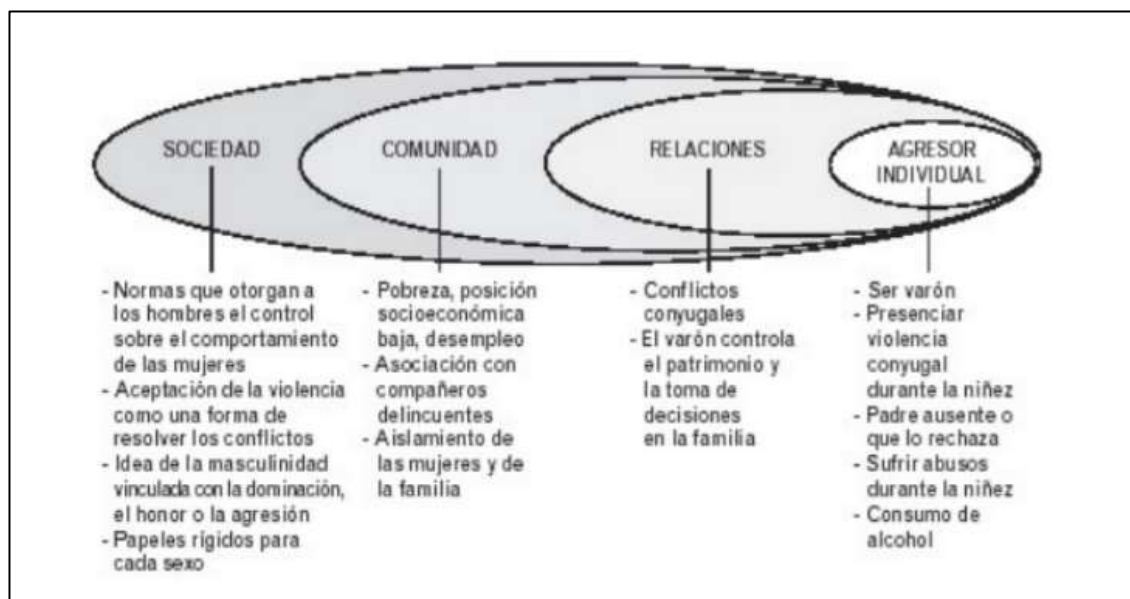 SOCIEDAD
COMUNIDAD
RELACIONES
AGRESOR
INDIVIDUAL
- Normas que otorgan a
los hombres el control
sobre el comportamiento
de las mujeres
- Aceptación de la violencia
como una forma de
resolver los conflictos
- Idea de la masculinidad
vinculada con la dominación,
el honor o la agresión
- Papeles rígidos para
cada sexo
- Pobreza, posición
socioeconómica
baja, desempleo
- Asociación con
compañeros
delincuentes
- Aislamiento de
las mujeres y de
la familia
- Conflictos
conyugales
- El varón controla
el patrimonio y
la toma de
decisiones
en la familia
- Ser varón
- Presenciar
violencia
conyugal
durante la niñez
- Padre ausente o
que lo rechaza
- Sufrir abusos
durante la niñez
- Consumo de
alcohol